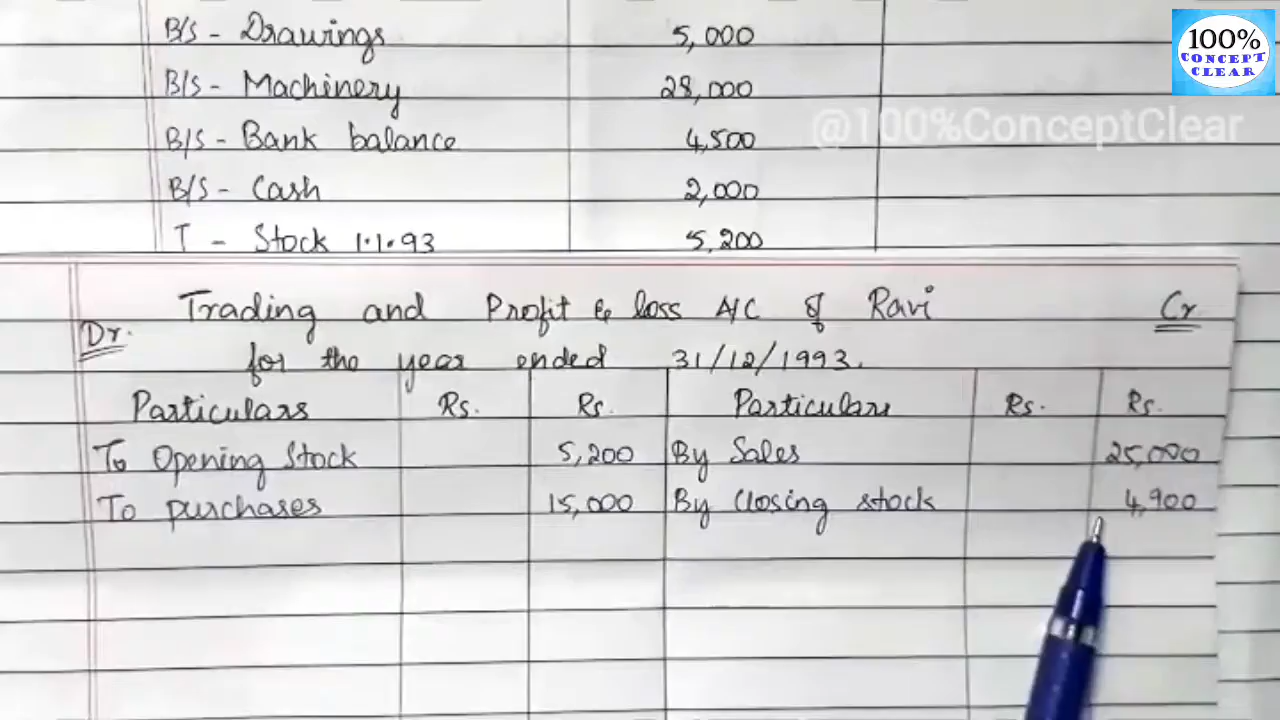 B/S - Drawings 5,000
B/S - Machinery 28,000
B/S - Bank balance 4,500
B/S - Cash 2,000
T - Stock 1.1.93 5,200
100%
CONCEPT
CLEAR
@100%ConceptClear
Trading and Profit & loss A/C of Ravi
Dr. Cr
for the year ended 31/12/1993.
Particulars Rs. Rs. Particulars Rs. Rs.
To Opening Stock 5,200 By Sales 25,000
To purchases 15,000 By Closing stock 4,900